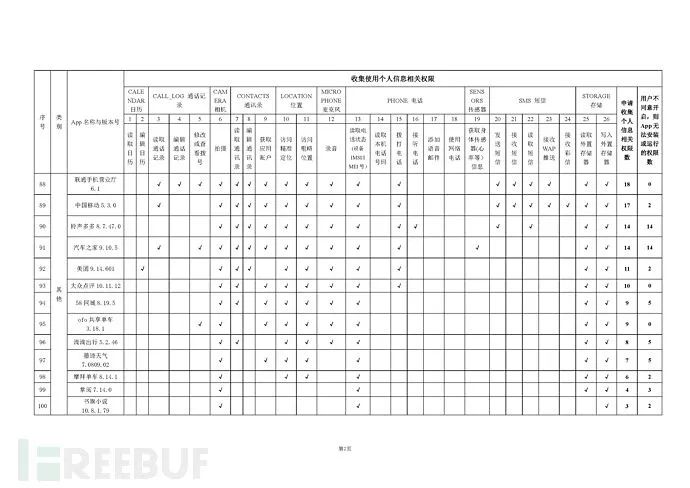 收集使用个人信息相关权限
序号
类别
App 名称与版本号
CALENDAR 日历
CALL_LOG 通话记录
CAMERA 相机
CONTACTS 通讯录
LOCATION 位置
MICROPHONE 麦克风
PHONE 电话
SENSORS 传感器
SMS 短信
STORAGE 存储
申请收集个人信息相关权限数
用户不同意开启，则App无法安装或运行的权限数
1 2 3 4 5 6 7 8 9 10 11 12 13 14 15 16 17 18 19 20 21 22 23 24 25 26
读取日历
编辑日历
读取通话记录
编辑通话记录
修改或查看拨号
拍摄
读取通讯录
编辑通讯录
获取应用帐户
访问精准定位
访问粗略位置
录音
读取电话状态(设备IMSI/IMEI号)
读取本机电话号码
拨打电话
接听电话
添加语音邮件
使用网络电话
获取身体传感器(心率等)信息
发送短信
接收短信
读取短信
接收WAP推送
接收彩信
读取外置存储器
写入外置存储器
其他
88 联通手机营业厅 6.1 √ √ √ √ √ √ √ √ √ √ √ √ √ √ √ √ √ √ 18 0
89 中国移动 5.3.0 √ √ √ √ √ √ √ √ √ √ √ √ √ √ √ √ √ 17 2
90 铃声多多 8.7.47.0 √ √ √ √ √ √ √ √ √ √ √ √ √ √ 14 14
91 汽车之家 9.10.5 √ √ √ √ √ √ √ √ √ √ √ √ √ √ 14 14
92 美团 9.14.601 √ √ √ √ √ √ √ √ √ √ √ 11 2
93 大众点评 10.11.12 √ √ √ √ √ √ √ √ √ √ 10 0
94 58 同城 8.19.5 √ √ √ √ √ √ √ √ √ 9 5
95 ofo 共享单车 3.18.1 √ √ √ √ √ √ √ √ √ 9 0
96 滴滴出行 5.2.46 √ √ √ √ √ √ √ √ 8 5
97 墨迹天气 7.0809.02 √ √ √ √ √ √ √ 7 5
98 摩拜单车 8.14.1 √ √ √ √ √ √ 6 2
99 掌阅 7.14.0 √ √ √ √ 4 3
100 书旗小说 10.8.1.79 √ √ √ 3 2
第2页
FREEBUF